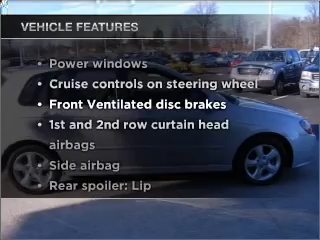 VEHICLE FEATURES
• Power windows
• Cruise controls on steering wheel
• Front Ventilated disc brakes
• 1st and 2nd row curtain head
airbags
• Side airbag
• Rear spoiler: Lip